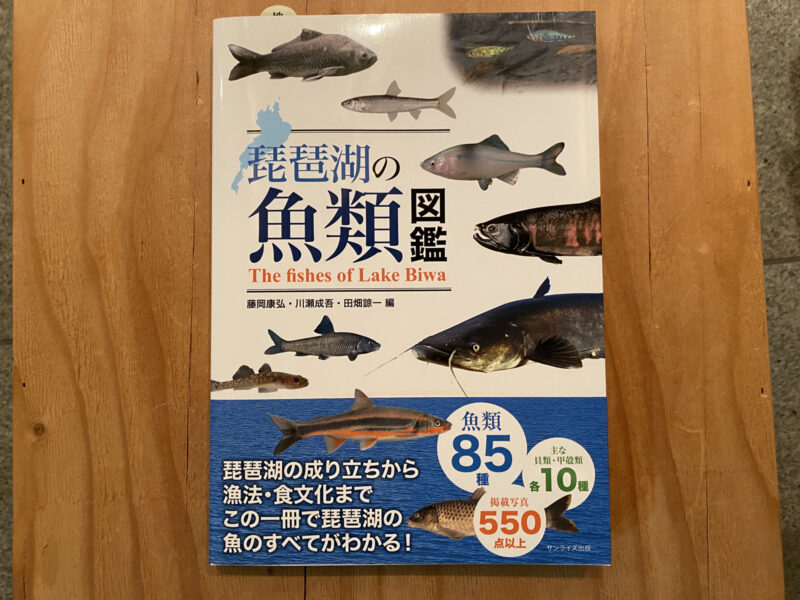 琵琶湖の
魚類
図鑑
The fishes of Lake Biwa
藤岡康弘・川瀬成吾・田畑諒一 編
琵琶湖の成り立ちから
漁法・食文化まで
この一冊で琵琶湖の
魚のすべてがわかる!
魚類
85
種
主な
貝類・甲殻類
各10種
掲載写真
550
点以上
サンライズ出版